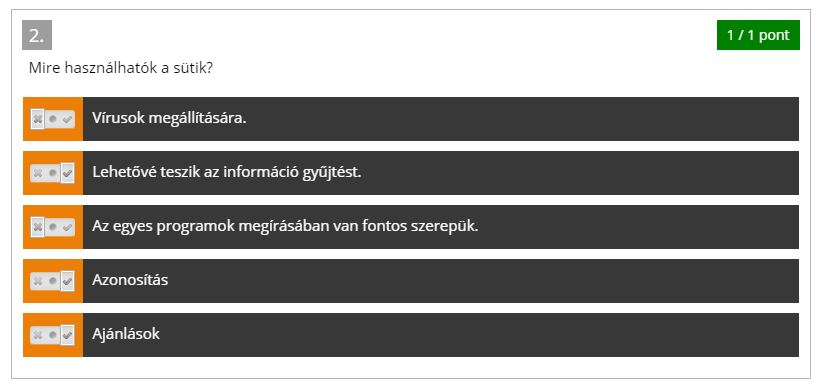 2.
1 / 1 pont
Mire használhatók a sütik?
Vírusok megállítására.
Lehetővé teszik az információ gyűjtést.
Az egyes programok megírásában van fontos szerepük.
Azonosítás
Ajánlások